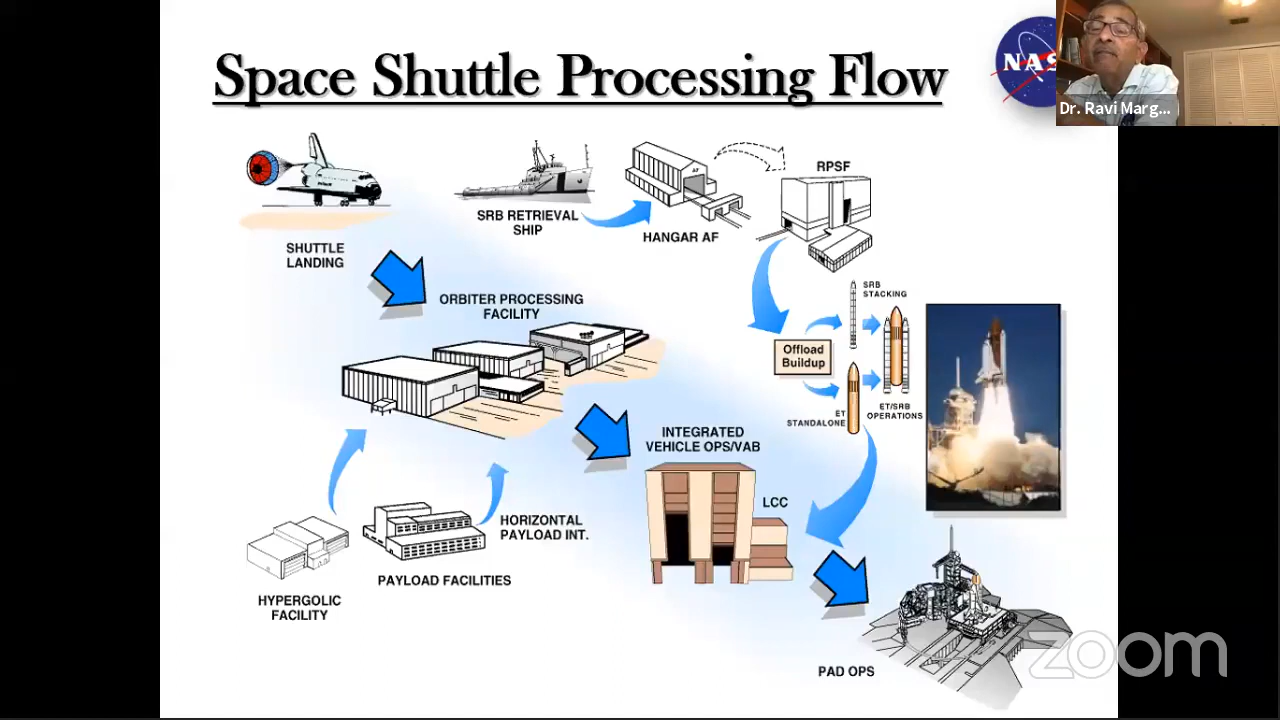 Space Shuttle Processing Flow
NAS
Dr. Ravi Marg...
SHUTTLE
LANDING
SRB RETRIEVAL
SHIP
HANGAR AF
RPSF
ORBITER PROCESSING
FACILITY
SRB
STACKING
Offload
Buildup
ET
STANDALONE
ET/SRB
OPERATIONS
INTEGRATED
VEHICLE OPS/VAB
LCC
HORIZONTAL
PAYLOAD INT.
PAYLOAD FACILITIES
HYPERGOLIC
FACILITY
PAD OPS
zoom